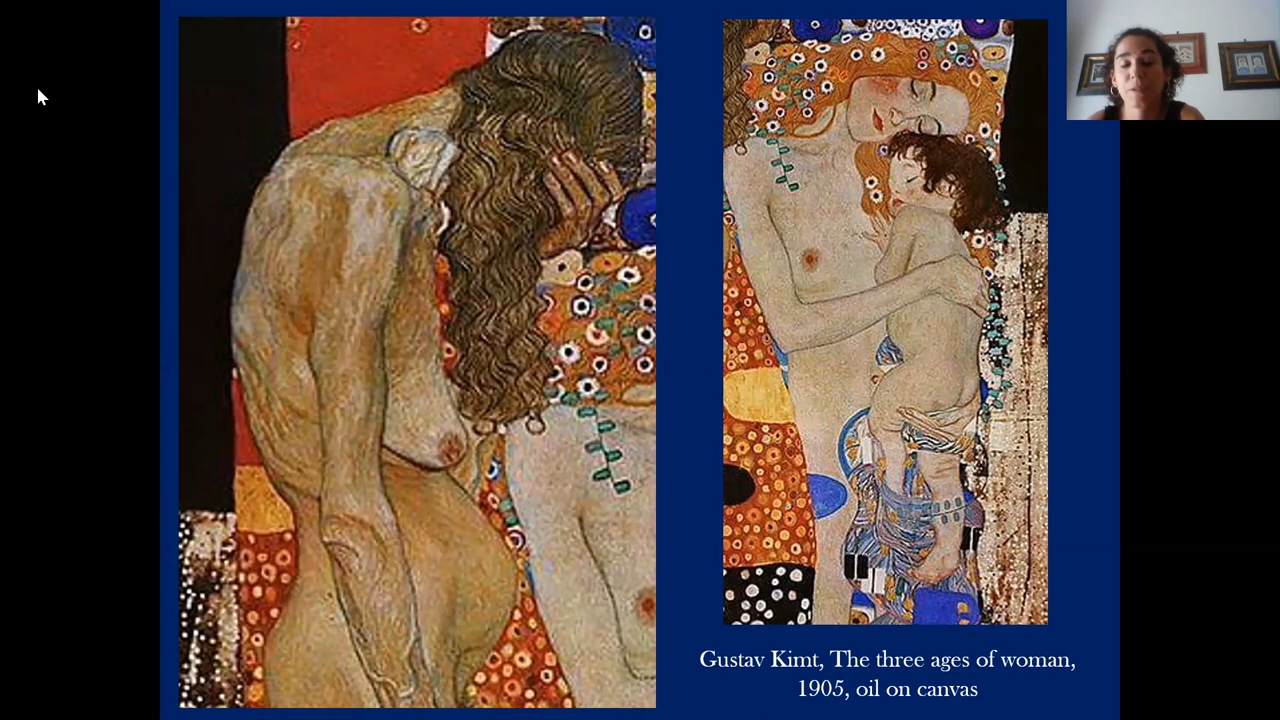 Gustav Kimt, The three ages of woman,
1905, oil on canvas